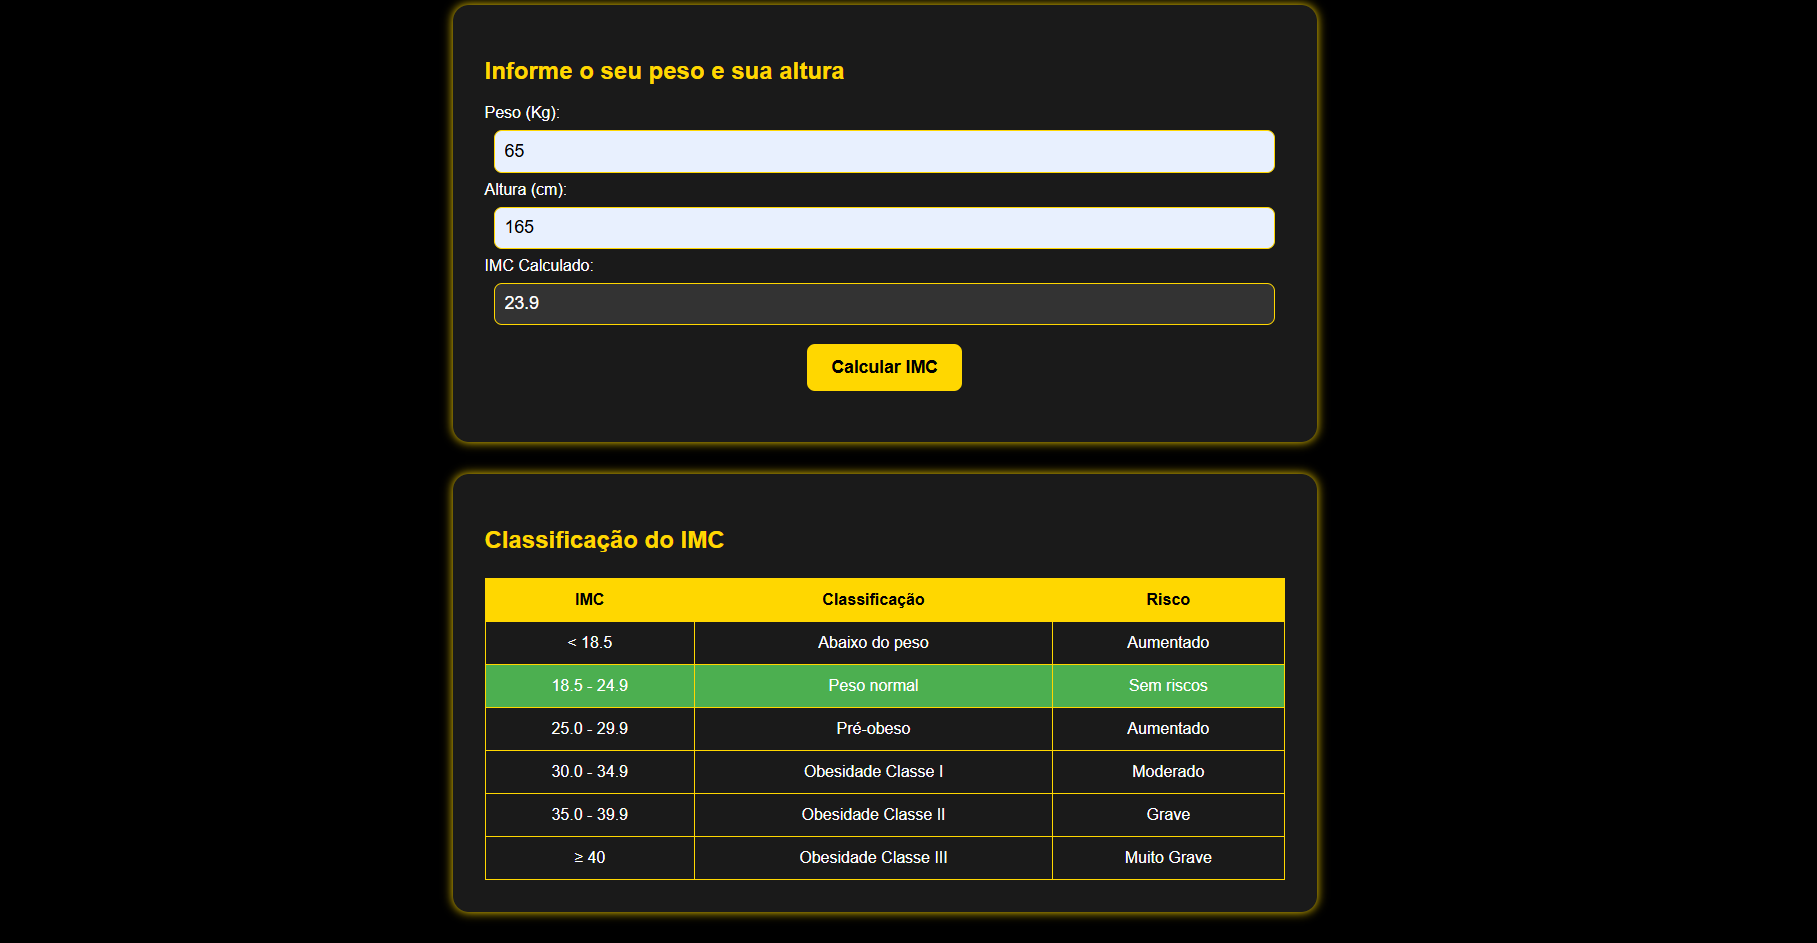 Informe o seu peso e sua altura
Peso (Kg):
65
Altura (cm):
165
IMC Calculado:
23.9
Calcular IMC
Classificação do IMC
IMC Classificação Risco
< 18.5 Abaixo do peso Aumentado
18.5 - 24.9 Peso normal Sem riscos
25.0 - 29.9 Pré-obeso Aumentado
30.0 - 34.9 Obesidade Classe I Moderado
35.0 - 39.9 Obesidade Classe II Grave
≥ 40 Obesidade Classe III Muito Grave